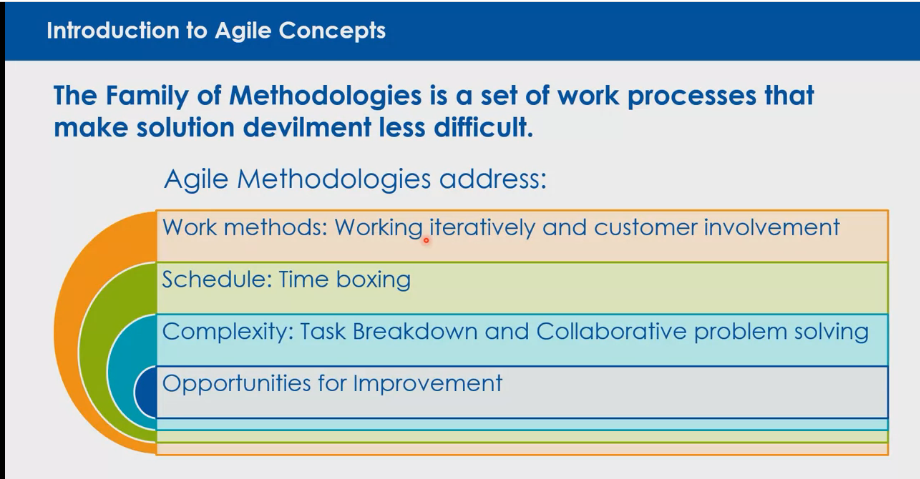 Introduction to Agile Concepts
The Family of Methodologies is a set of work processes that
make solution devilment less difficult.
Agile Methodologies address:
Work methods: Working iteratively and customer involvement
Schedule: Time boxing
Complexity: Task Breakdown and Collaborative problem solving
Opportunities for Improvement